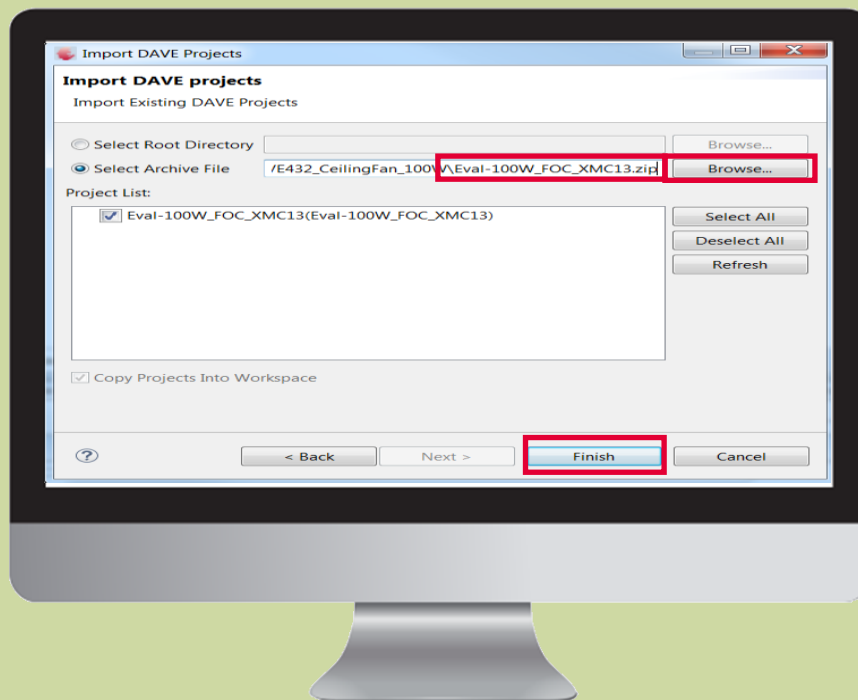 Import DAVE Projects
Import DAVE projects
Import Existing DAVE Projects
Select Root Directory
Browse...
Select Archive File
/E432_CeilingFan_100W\Eval-100W_FOC_XMC13.zip
Browse...
Project List:
Eval-100W_FOC_XMC13(Eval-100W_FOC_XMC13)
Select All
Deselect All
Refresh
Copy Projects Into Workspace
?
< Back
Next >
Finish
Cancel